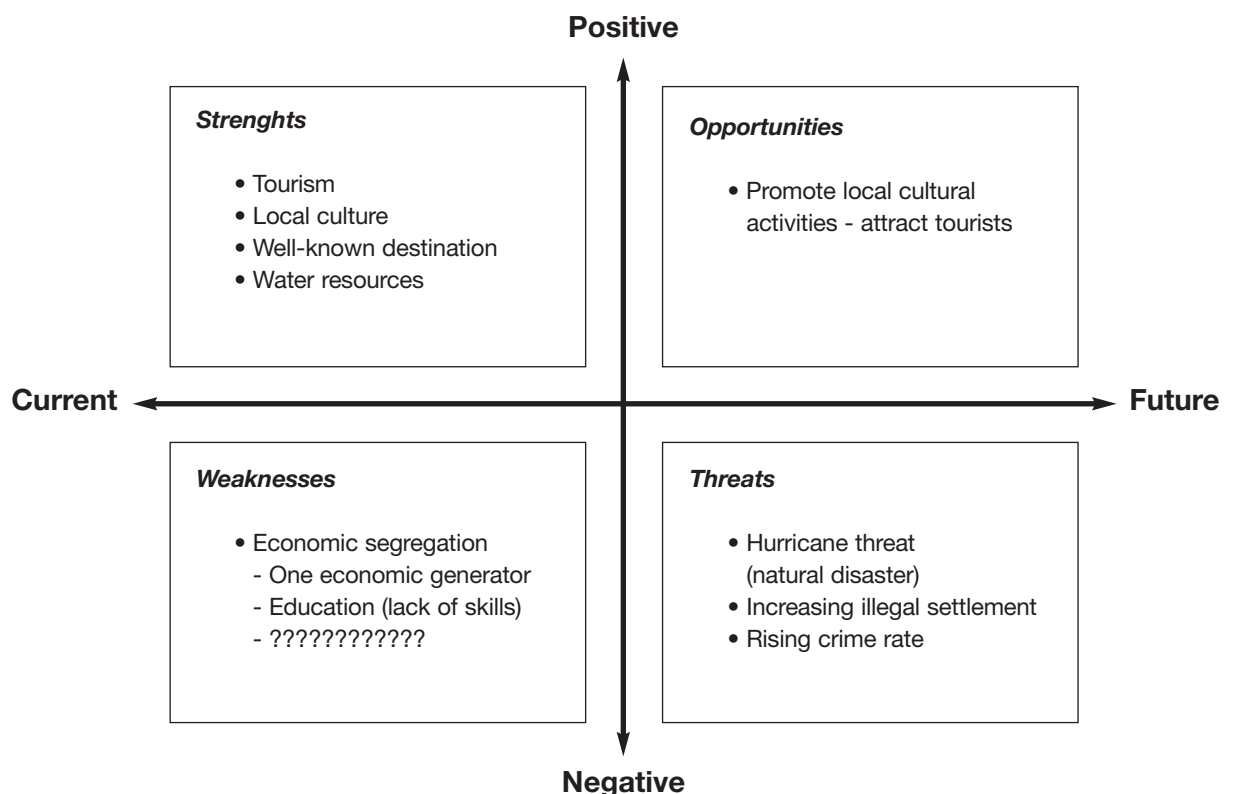 Positive
Strenghts
• Tourism
• Local culture
• Well-known destination
• Water resources
Opportunities
• Promote local cultural
activities - attract tourists
Current
Future
Weaknesses
• Economic segregation
- One economic generator
- Education (lack of skills)
- ????????????
Threats
• Hurricane threat
(natural disaster)
• Increasing illegal settlement
• Rising crime rate
Negative